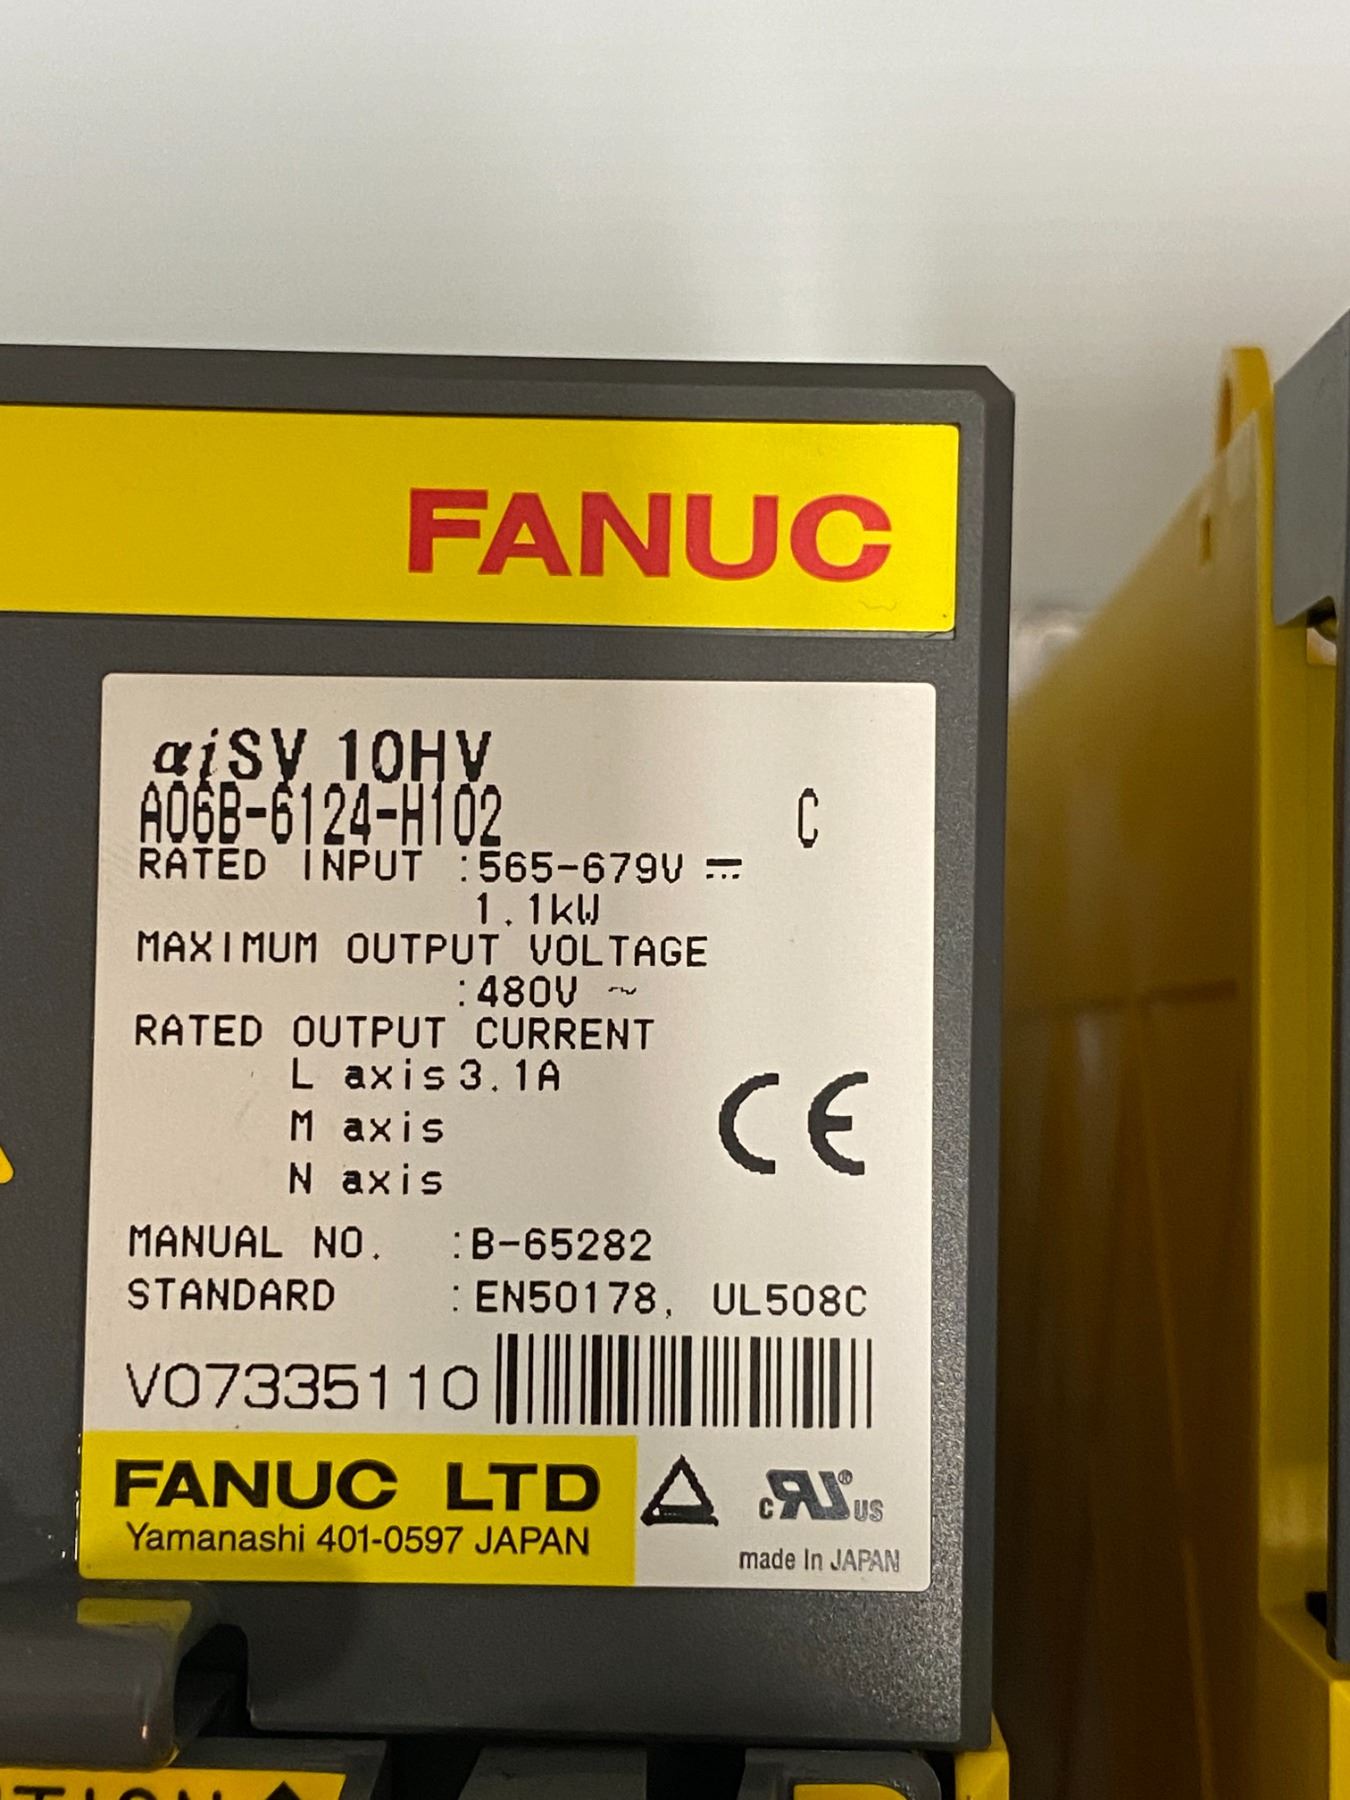 FANUC
αiSV 10HV
A06B-6124-H102 C
RATED INPUT :565-679V ⎓
1.1kW
MAXIMUM OUTPUT VOLTAGE
:480V ~
RATED OUTPUT CURRENT
L axis 3.1A
M axis
N axis
CE
MANUAL NO. :B-65282
STANDARD :EN50178, UL508C
V07335110
FANUC LTD
Yamanashi 401-0597 JAPAN
c RU ® US
made In JAPAN